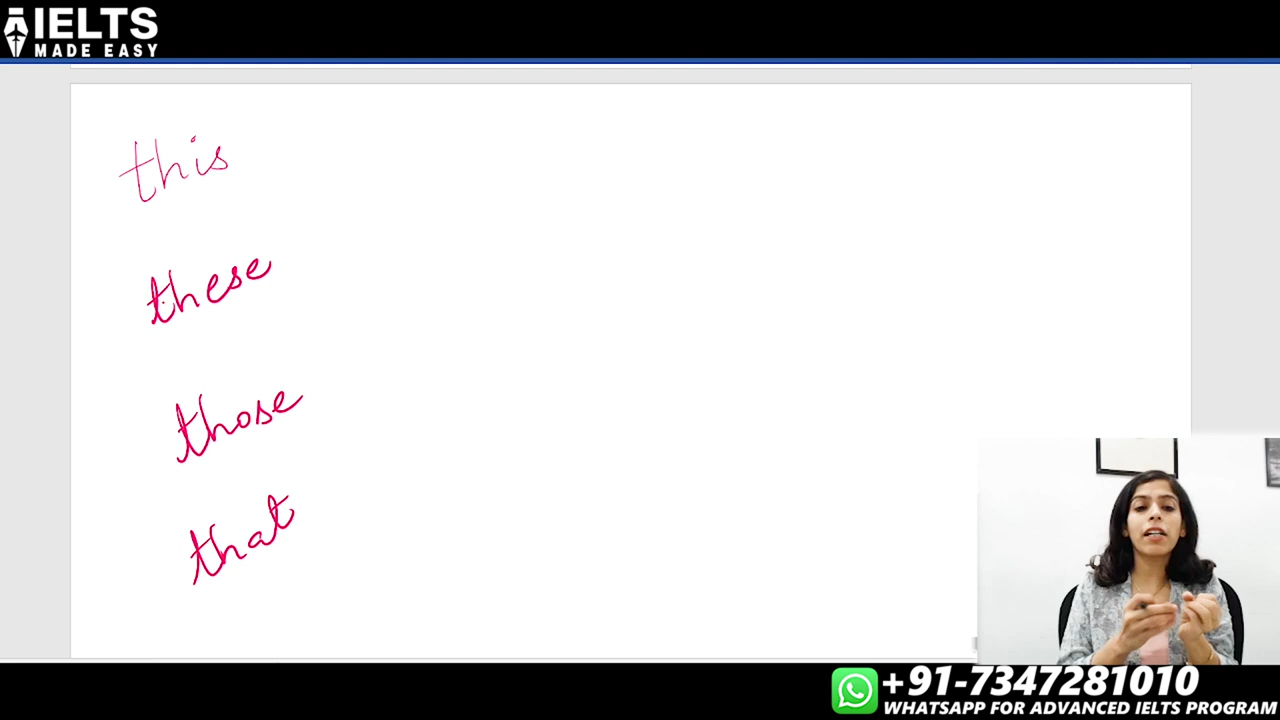 IELTS
MADE EASY
this
these
those
that
+91-7347281010
WHATSAPP FOR ADVANCED IELTS PROGRAM